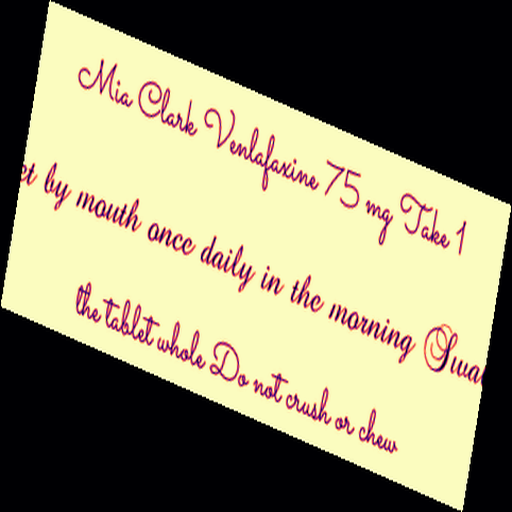 Mia Clark Venlafaxine 75 mg Take 1
by mouth once daily in the morning
the tablet whole Do not crush or chew